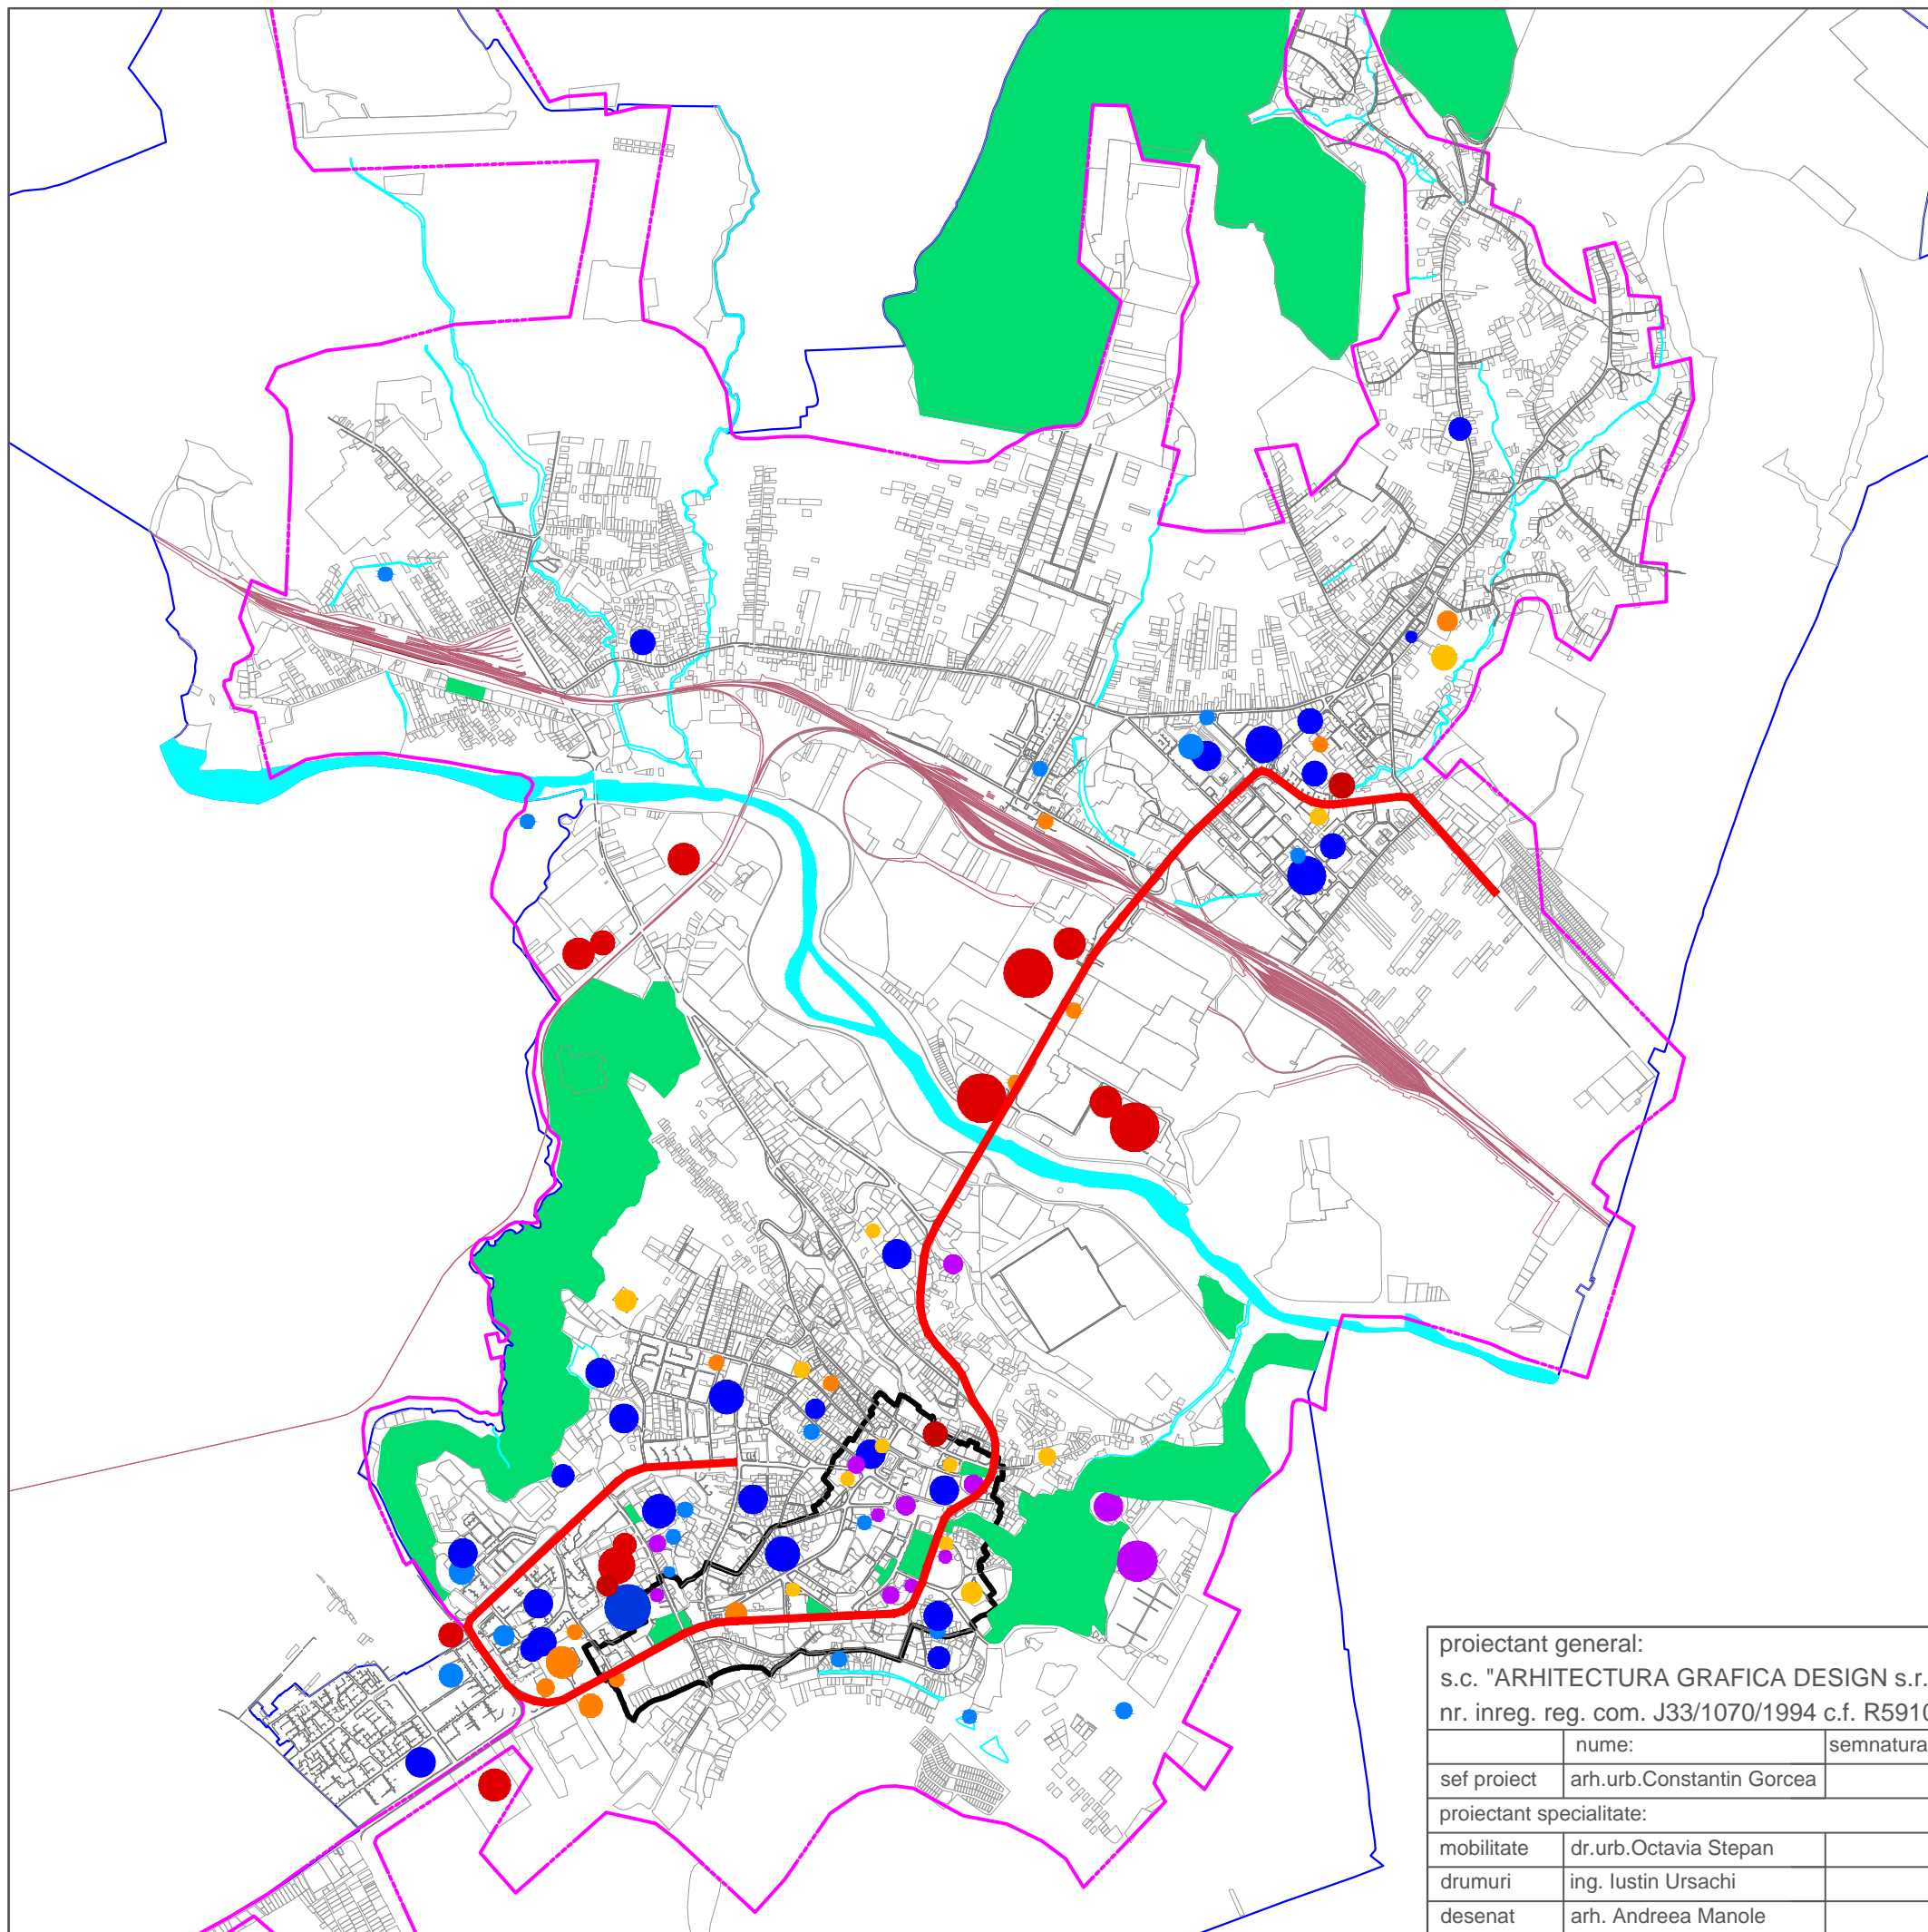 proiectant general:
s.c. "ARHITECTURA GRAFICA DESIGN s.r.
nr. inreg. reg. com. J33/1070/1994 c.f. R5910
nume: semnatura
sef proiect arh.urb.Constantin Gorcea
proiectant specialitate:
mobilitate dr.urb.Octavia Stepan
drumuri ing. Iustin Ursachi
desenat arh. Andreea Manole